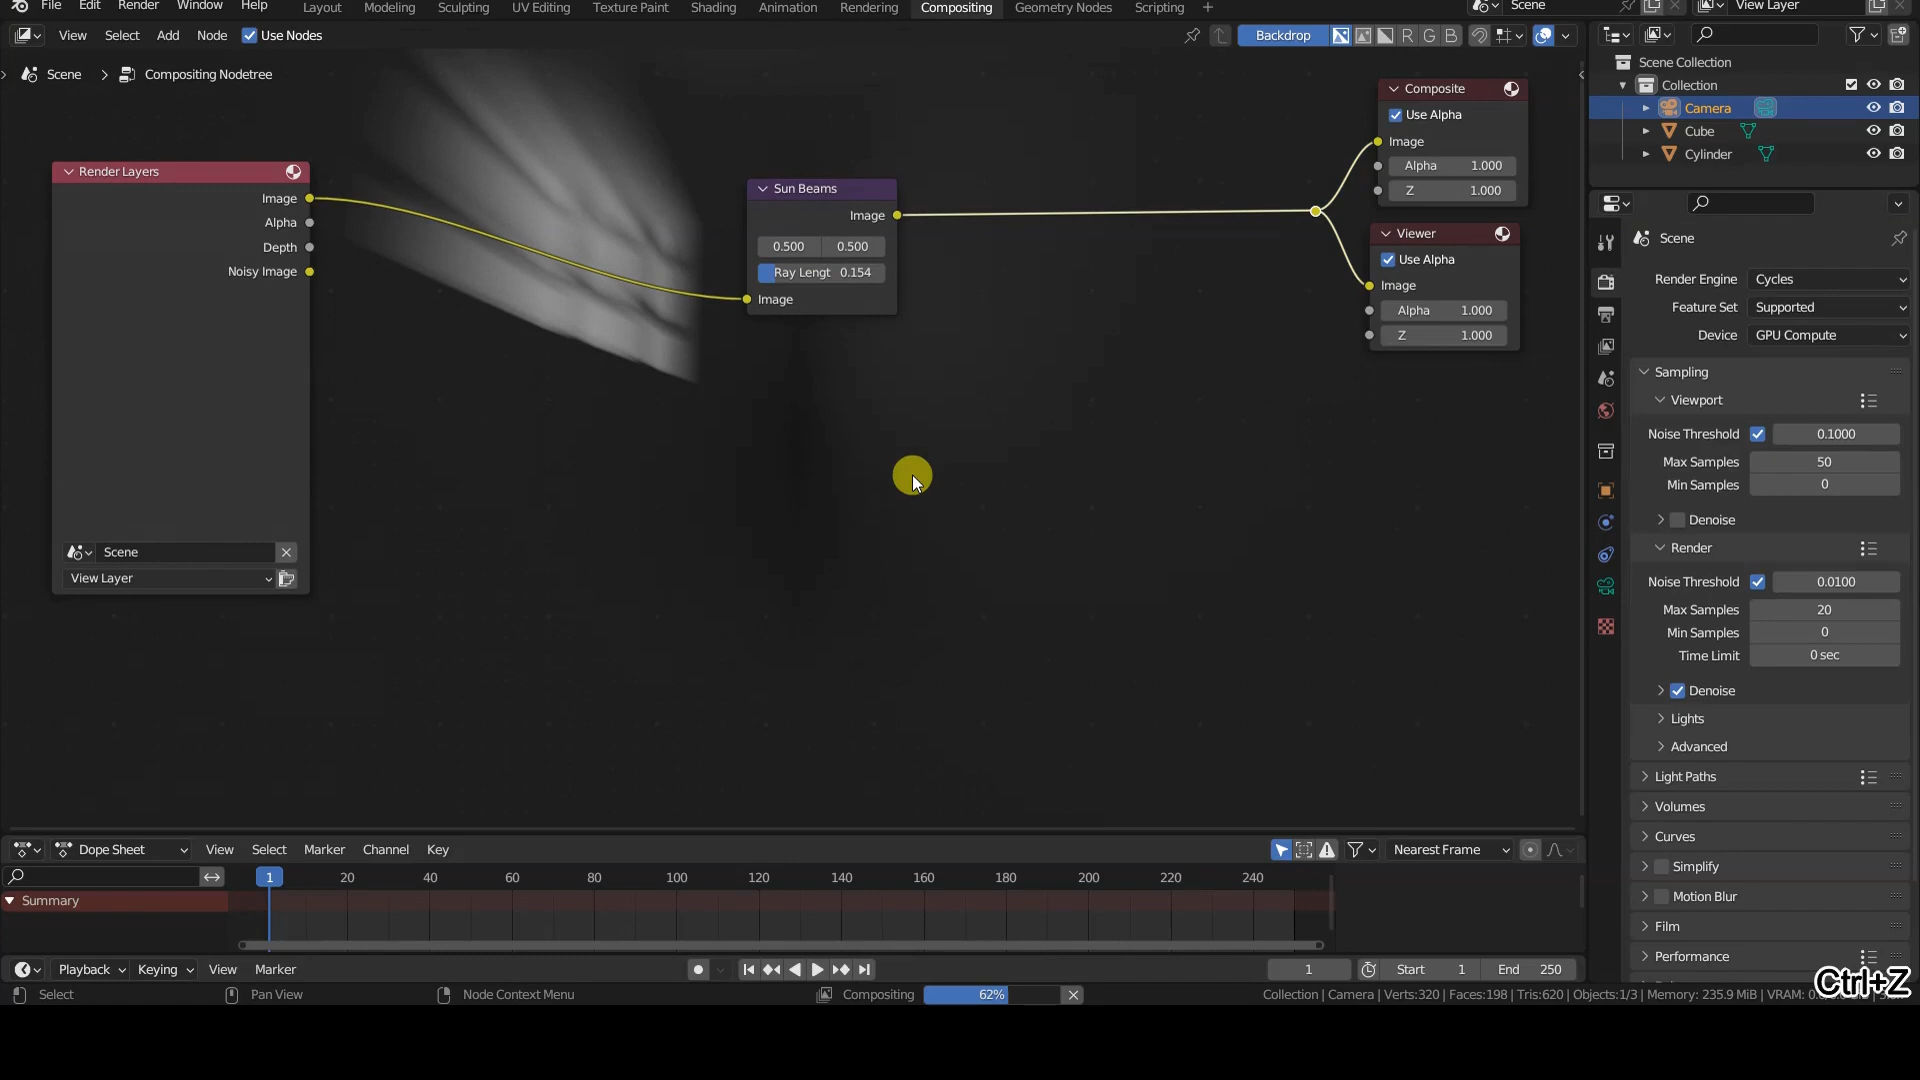 File Edit Render Window Help Layout Modeling Sculpting UV Editing Texture Paint Shading Animation Rendering Compositing Geometry Nodes Scripting + Scene View Layer
View Select Add Node Use Nodes Backdrop R G B
Scene > Compositing Nodetree
Scene Collection
Collection
Camera
Cube
Cylinder
Render Layers
Image
Alpha
Depth
Noisy Image
Scene
View Layer
Sun Beams
Image
0.500 0.500
Ray Lengt 0.154
Image
Composite
Use Alpha
Image
Alpha 1.000
Z 1.000
Viewer
Use Alpha
Image
Alpha 1.000
Z 1.000
Scene
Render Engine Cycles
Feature Set Supported
Device GPU Compute
Sampling
Viewport
Noise Threshold 0.1000
Max Samples 50
Min Samples 0
Denoise
Render
Noise Threshold 0.0100
Max Samples 20
Min Samples 0
Time Limit 0 sec
Denoise
Lights
Advanced
Light Paths
Volumes
Curves
Simplify
Motion Blur
Film
Performance
Dope Sheet View Select Marker Channel Key Nearest Frame
1 20 40 60 80 100 120 140 160 180 200 220 240
Summary
Playback Keying View Marker 1 Start 1 End 250
Select Pan View Node Context Menu Compositing 62% Collection | Camera | Verts:320 | Faces:198 | Tris:620 | Objects:1/3 | Memory: 235.9 MiB | VRAM:
Ctrl+Z